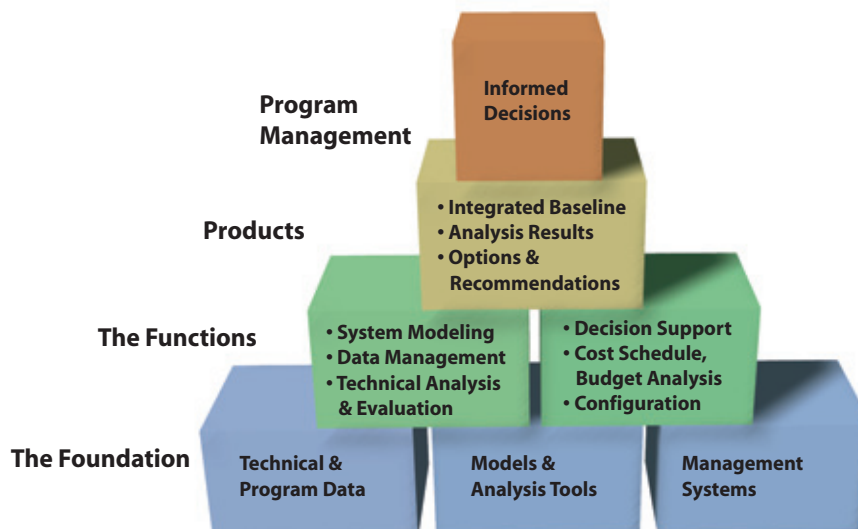 Program
Management
Informed
Decisions
Products
• Integrated Baseline
• Analysis Results
• Options &
Recommendations
The Functions
• System Modeling
• Data Management
• Technical Analysis
& Evaluation
• Decision Support
• Cost Schedule,
Budget Analysis
• Configuration
The Foundation
Technical &
Program Data
Models &
Analysis Tools
Management
Systems